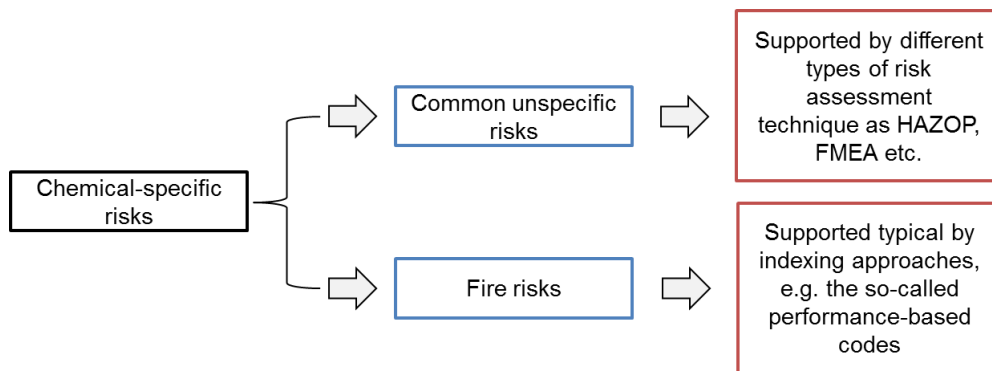 Chemical-specific
risks
Common unspecific
risks
Supported by different
types of risk
assessment
technique as HAZOP,
FMEA etc.
Fire risks
Supported typical by
indexing approaches,
e.g. the so-called
performance-based
codes